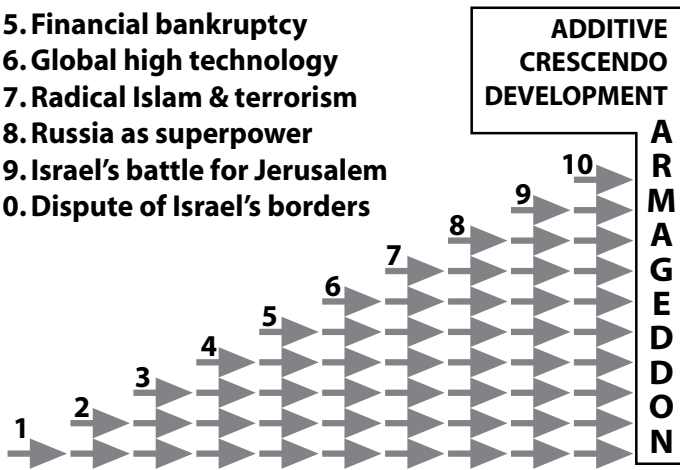 5. Financial bankruptcy
6. Global high technology
7. Radical Islam & terrorism
8. Russia as superpower
9. Israel's battle for Jerusalem
0. Dispute of Israel's borders
ADDITIVE
CRESCENDO
DEVELOPMENT
A
R
M
A
G
E
D
D
O
N
1
2
3
4
5
6
7
8
9
10